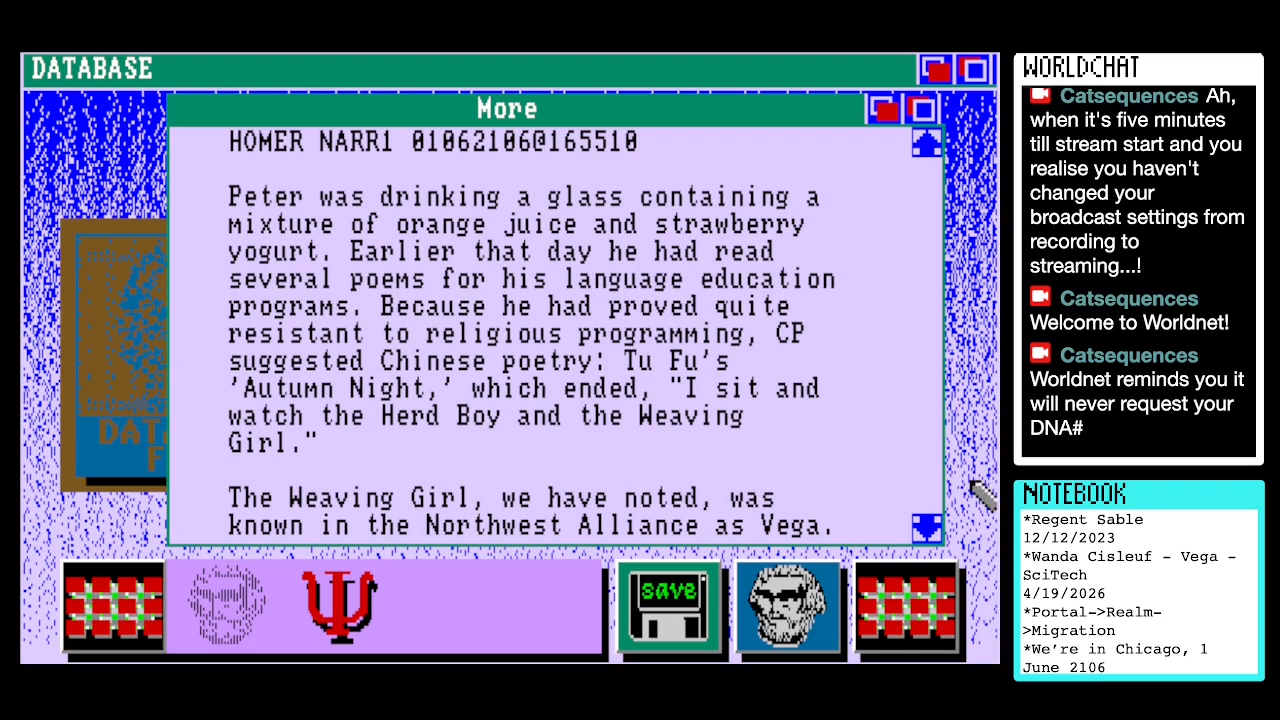 DATABASE
More
HOMER NARR1 01062106@165510
Peter was drinking a glass containing a
mixture of orange juice and strawberry
yogurt. Earlier that day he had read
several poems for his language education
programs. Because he had proved quite
resistant to religious programming, CP
suggested Chinese poetry: Tu Fu's
'Autumn Night,' which ended, "I sit and
watch the Herd Boy and the Weaving
Girl."
The Weaving Girl, we have noted, was
known in the Northwest Alliance as Vega.
DAT
F
save
WORLDCHAT
Catsequences Ah,
when it's five minutes
till stream start and you
realise you haven't
changed your
broadcast settings from
recording to
streaming...!
Catsequences
Welcome to Worldnet!
Catsequences
Worldnet reminds you it
will never request your
DNA#
NOTEBOOK
*Regent Sable
12/12/2023
*Wanda Cisleuf - Vega -
SciTech
4/19/2026
*Portal->Realm-
>Migration
*We're in Chicago, 1
June 2106